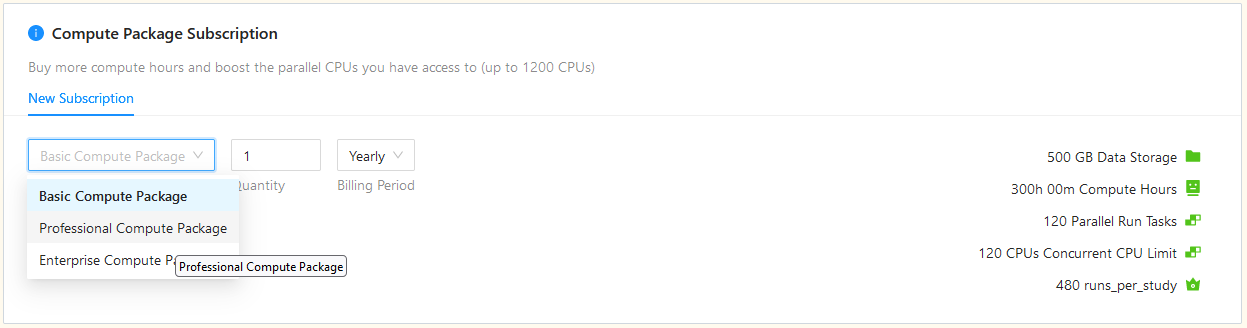 Compute Package Subscription
Buy more compute hours and boost the parallel CPUs you have access to (up to 1200 CPUs)
New Subscription
Basic Compute Package
1
Yearly
Quantity
Billing Period
Basic Compute Package
Professional Compute Package
Enterprise Compute
Professional Compute Package
500 GB Data Storage
300h 00m Compute Hours
120 Parallel Run Tasks
120 CPUs Concurrent CPU Limit
480 runs_per_study